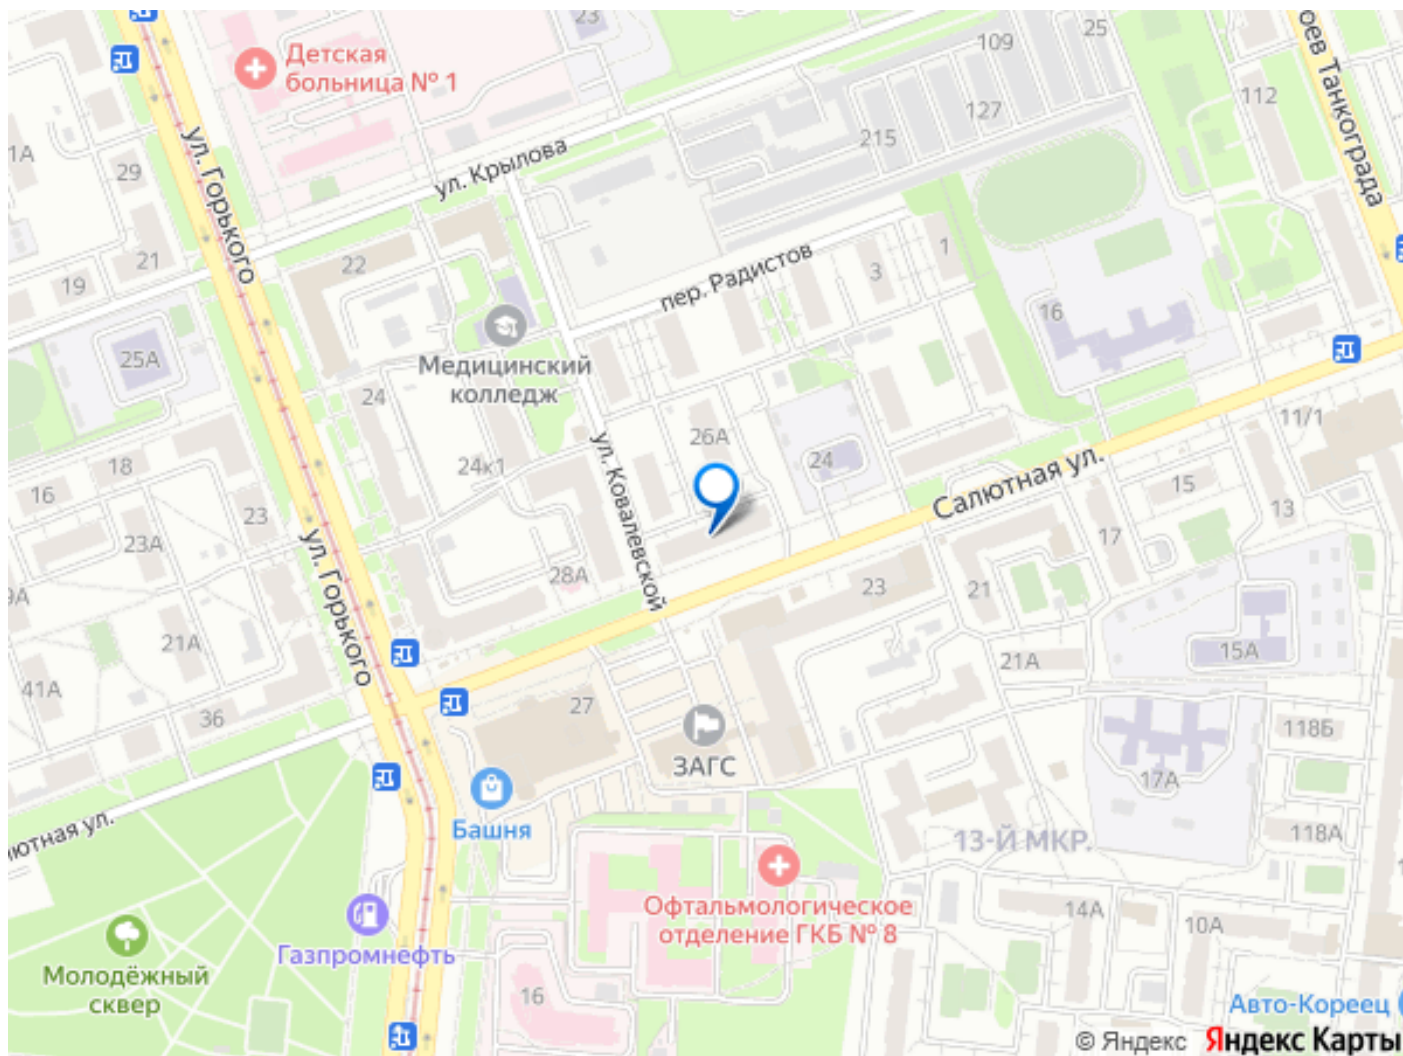 23
25
оев Танкограда
Детская
больница № 1
109
112
127
215
1А
29
ул. Крылова
ул. Горького
21
19
22
1
3
пер. Радистов
16
25А
Медицинский
колледж
24
26А
11/1
18
24к1
24
ул. Ковалевской
Салютная ул.
15
13
16
23
17
ул. Горького
23А
28А
23
21
9А
21А
21А
15А
41А
36
27
118Б
ЗАГС
17А
Башня
ютная ул.
118А
13-Й МКР.
Офтальмологическое
отделение ГКБ № 8
14А
10А
Газпромнефть
Молодёжный
сквер
16
Авто-Кореец
© Яндекс Яндекс Карты